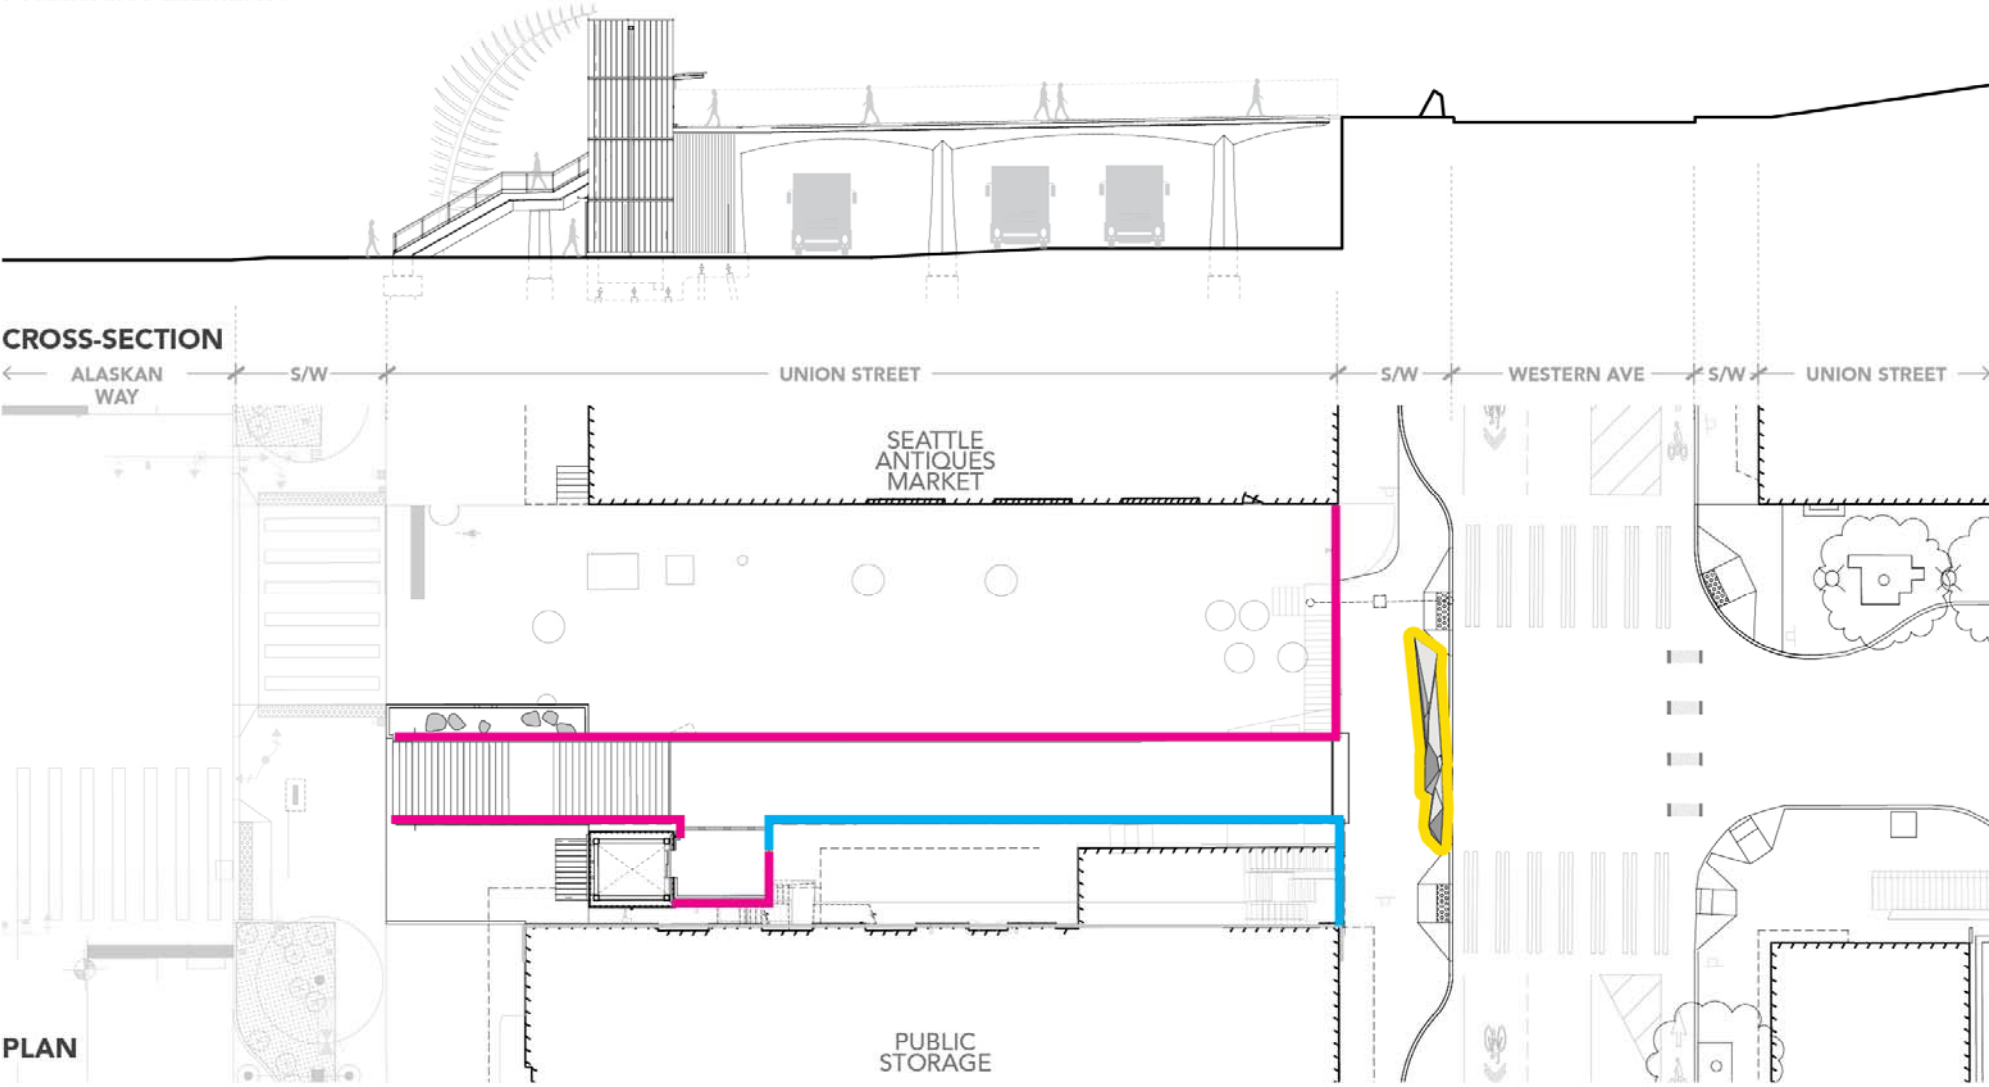 CROSS-SECTION
ALASKAN
WAY
S/W
UNION STREET
S/W
WESTERN AVE
S/W
UNION STREET
SEATTLE
ANTIQUES
MARKET
PLAN
PUBLIC
STORAGE